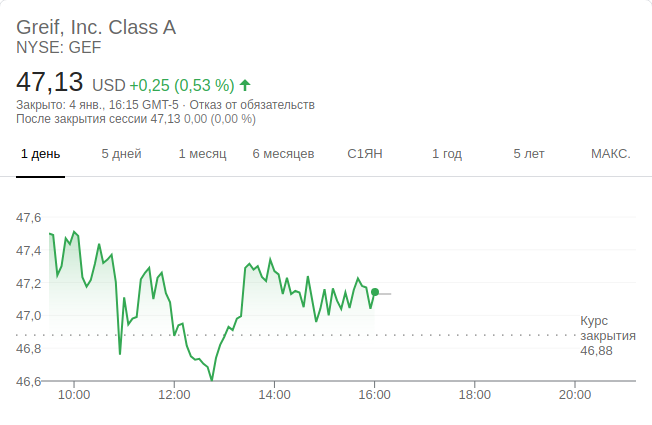 Greif, Inc. Class A
NYSE: GEF
47,13 USD +0,25 (0,53 %)
Закрыто: 4 янв., 16:15 GMT-5 · Отказ от обязательств
После закрытия сессии 47,13 0,00 (0,00 %)
1 день 5 дней 1 месяц 6 месяцев С1ЯН 1 год 5 лет МАКС.
47,6
47,4
47,2
47,0
46,8
46,6
Курс
закрытия
46,88
10:00 12:00 14:00 16:00 18:00 20:00